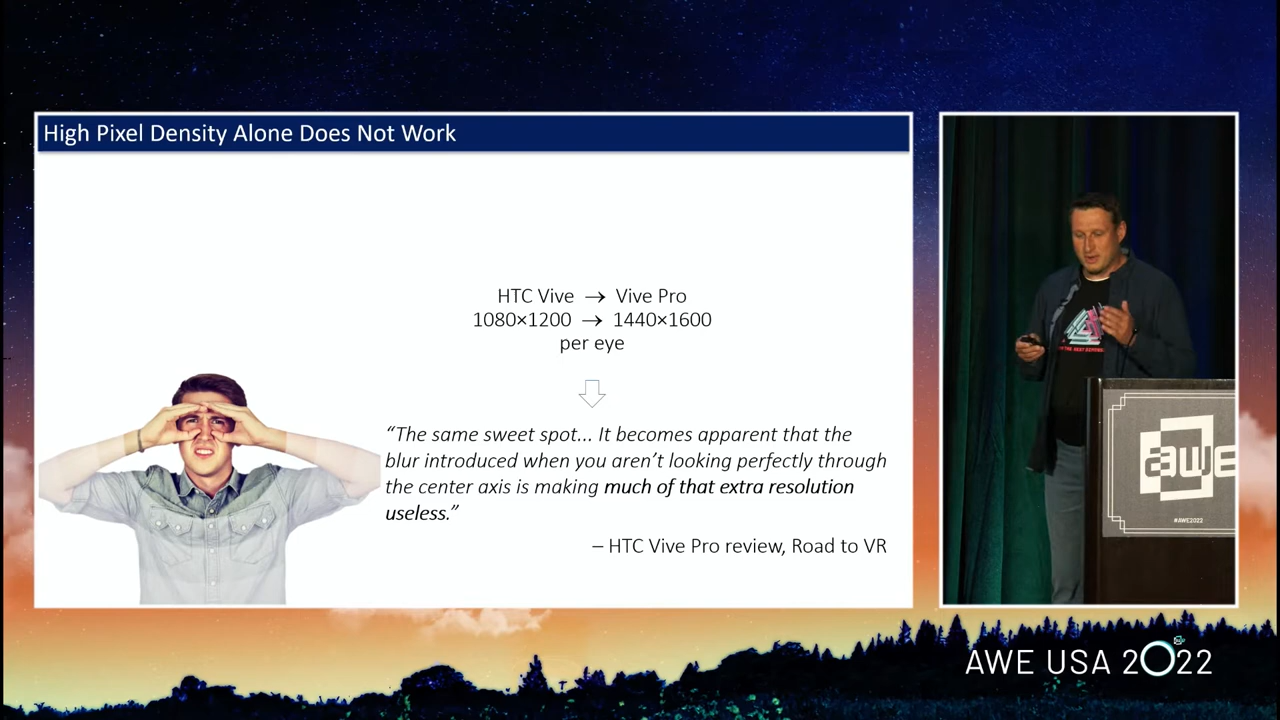 High Pixel Density Alone Does Not Work
HTC Vive → Vive Pro
1080×1200 → 1440×1600
per eye
“The same sweet spot... It becomes apparent that the
blur introduced when you aren’t looking perfectly through
the center axis is making much of that extra resolution
useless.”
– HTC Vive Pro review, Road to VR
awe
#AWE2022
AWE USA 2022